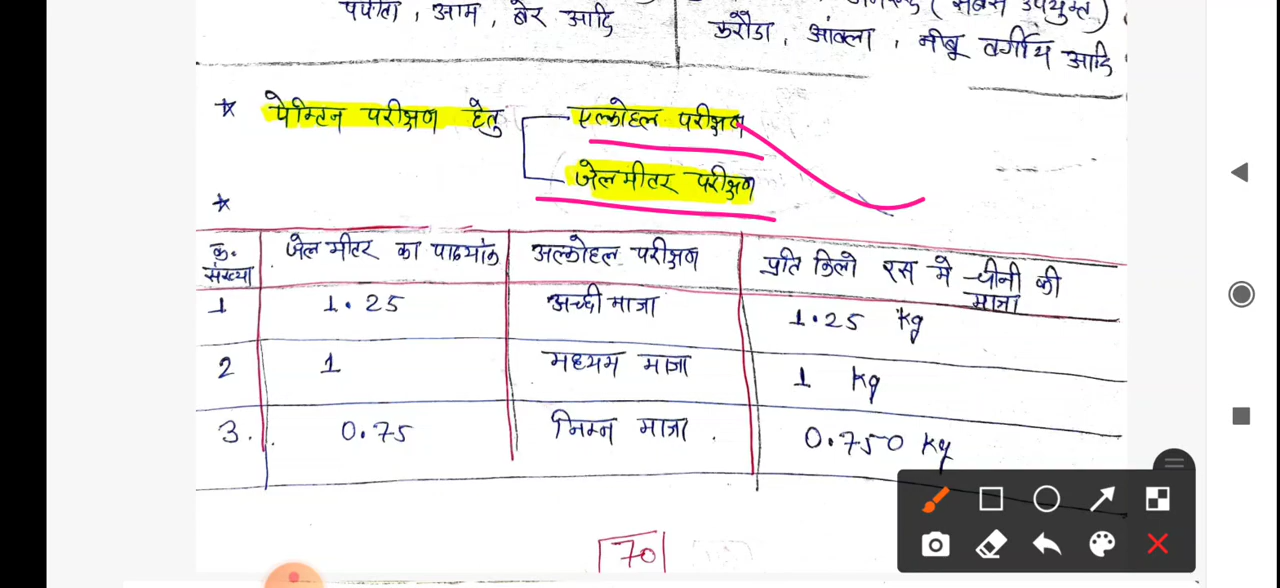 पपीता, आम, बेर आदि
(सबसे उपयुक्त)
करौंदा, आंवला, नींबू वर्गीय आदि
* पेक्टिन परीक्षण हेतु
एल्कोहल परीक्षण
जेलमीटर परीक्षण
*
क्र. संख्या जेल मीटर का पाठ्यांक अल्कोहल परीक्षण प्रति किलो रस मे चीनी की मात्रा
1 1.25 अच्छी मात्रा 1.25 Kg
2 1 मध्यम मात्रा 1 Kg
3. 0.75 निम्न मात्रा . 0.750 Kg
70